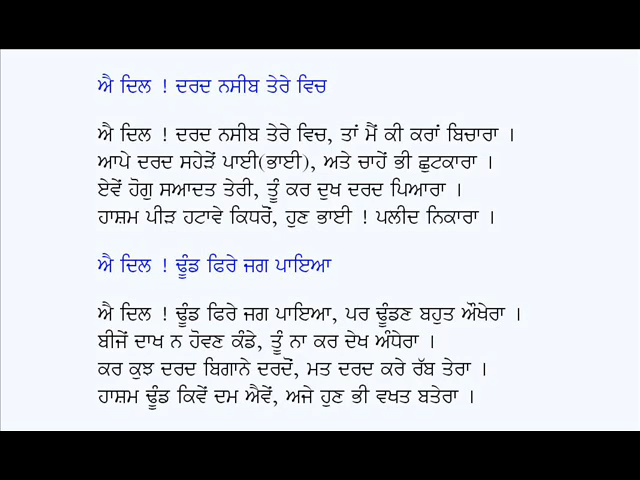 ਐ ਦਿਲ ! ਦਰਦ ਨਸੀਬ ਤੇਰੇ ਵਿਚ
ਐ ਦਿਲ ! ਦਰਦ ਨਸੀਬ ਤੇਰੇ ਵਿਚ, ਤਾਂ ਮੈਂ ਕੀ ਕਰਾਂ ਬਿਚਾਰਾ ।
ਆਪੇ ਦਰਦ ਸਹੇੜੇਂ ਪਾਈ(ਭਾਈ), ਅਤੇ ਚਾਹੇਂ ਭੀ ਛੁਟਕਾਰਾ ।
ਏਵੇਂ ਹੋਗੁ ਸਆਦਤ ਤੇਰੀ, ਤੂੰ ਕਰ ਦੁਖ ਦਰਦ ਪਿਆਰਾ ।
ਹਾਸ਼ਮ ਪੀੜ ਹਟਾਵੇ ਕਿਧਰੋਂ, ਹੁਣ ਭਾਈ ! ਪਲੀਦ ਨਿਕਾਰਾ ।
ਐ ਦਿਲ ! ਢੂੰਡ ਫਿਰੇ ਜਗ ਪਾਇਆ
ਐ ਦਿਲ ! ਢੂੰਡ ਫਿਰੇ ਜਗ ਪਾਇਆ, ਪਰ ਢੂੰਡਣ ਬਹੁਤ ਔਖੇਰਾ ।
ਬੀਜੇਂ ਦਾਖ ਨ ਹੋਵਣ ਕੰਡੇ, ਤੂੰ ਨਾ ਕਰ ਦੇਖ ਅੰਧੇਰਾ ।
ਕਰ ਕੁਝ ਦਰਦ ਬਿਗਾਨੇ ਦਰਦੋਂ, ਮਤ ਦਰਦ ਕਰੇ ਰੱਬ ਤੇਰਾ ।
ਹਾਸ਼ਮ ਢੂੰਡ ਕਿਵੇਂ ਦਮ ਐਵੇਂ, ਅਜੇ ਹੁਣ ਭੀ ਵਖਤ ਬਤੇਰਾ ।